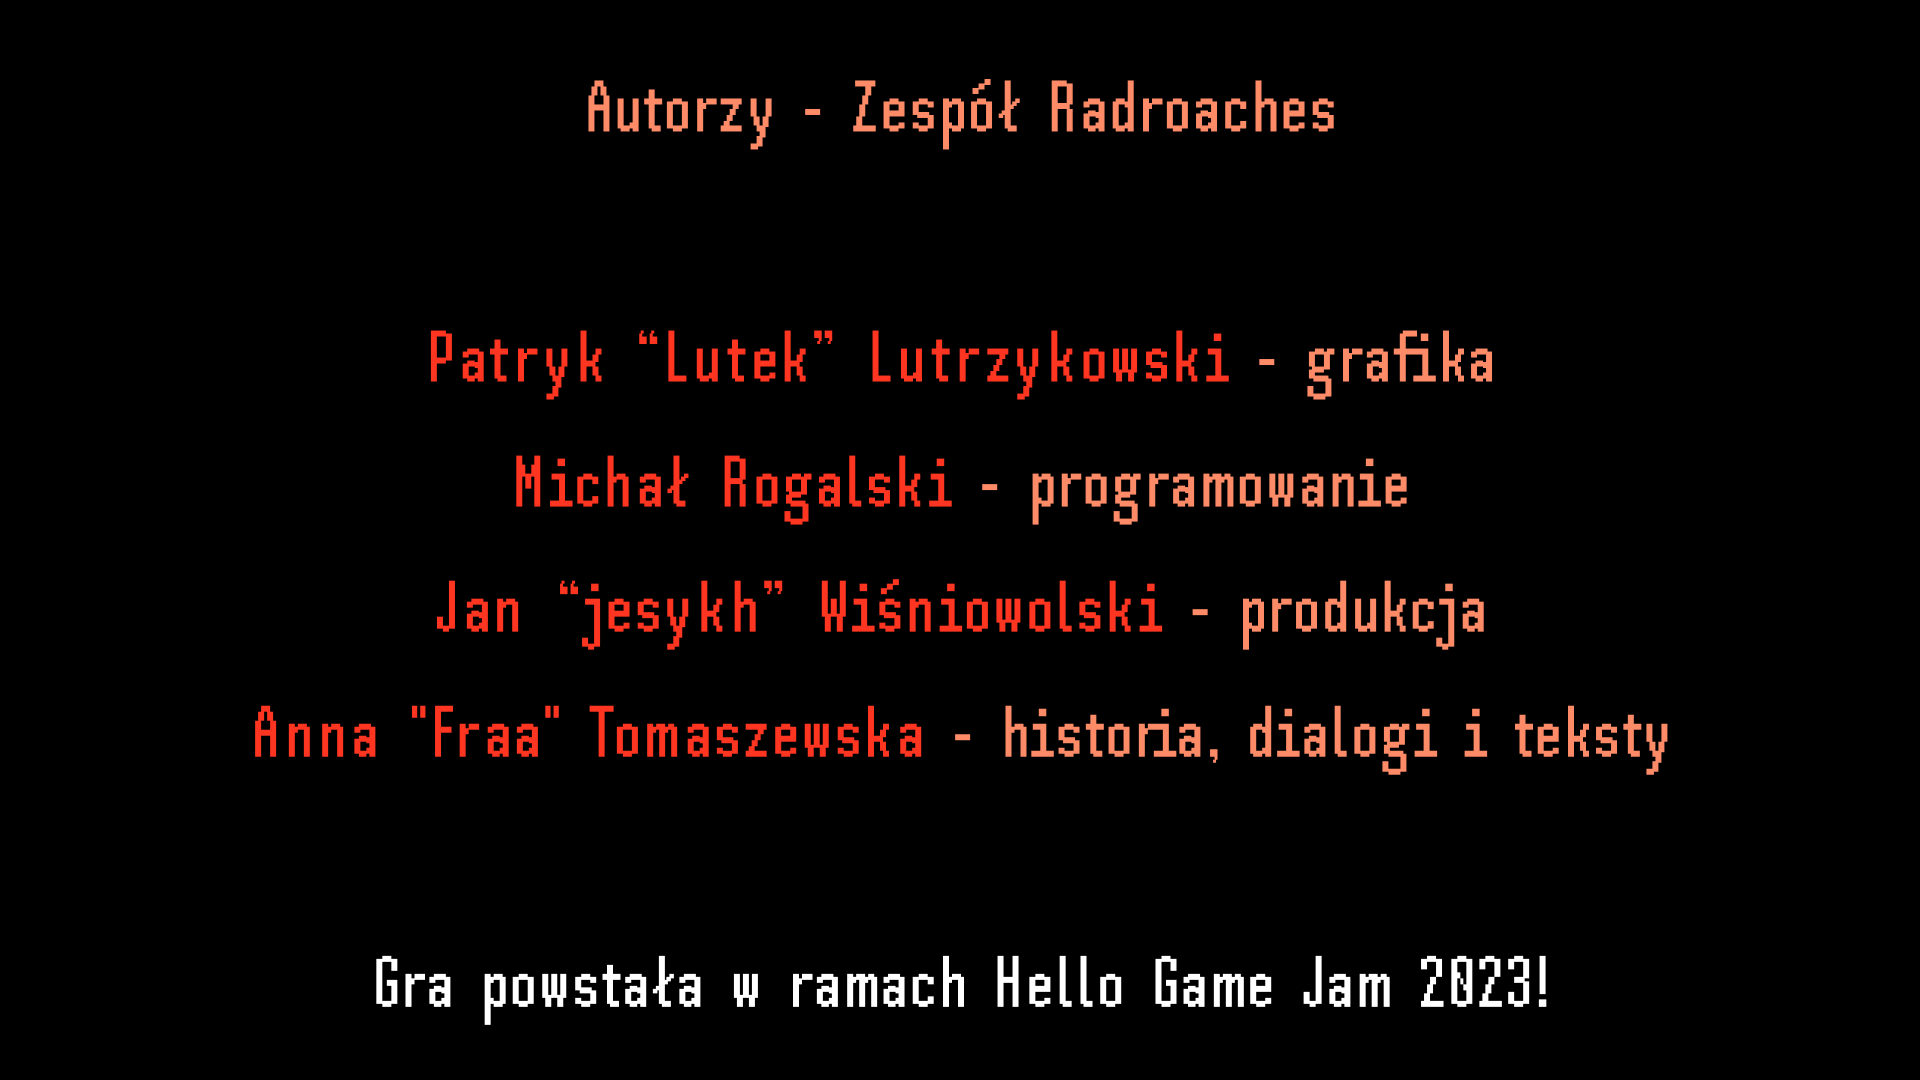 Autorzy - Zespół Radroaches
Patryk “Lutek” Lutrzykowski - grafika
Michał Rogalski - programowanie
Jan “jesykh” Wiśniowolski - produkcja
Anna "Fraa" Tomaszewska - historia, dialogi i teksty
Gra powstała w ramach Hello Game Jam 2023!